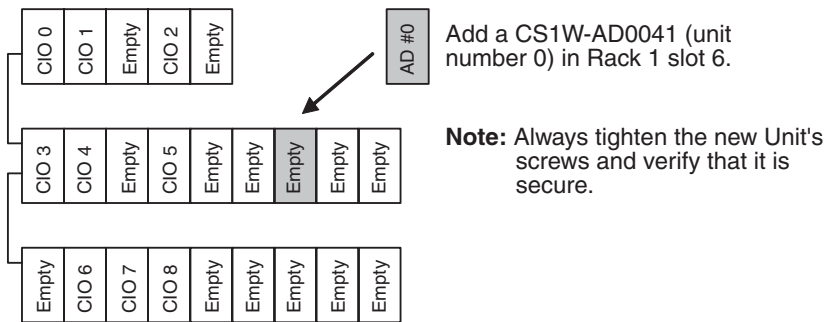 CIO 0
CIO 1
Empty
CIO 2
Empty
AD #0
Add a CS1W-AD0041 (unit
number 0) in Rack 1 slot 6.
CIO 3
CIO 4
Empty
CIO 5
Empty
Empty
Empty
Empty
Empty
Note: Always tighten the new Unit's
screws and verify that it is
secure.
Empty
CIO 6
CIO 7
CIO 8
Empty
Empty
Empty
Empty
Empty